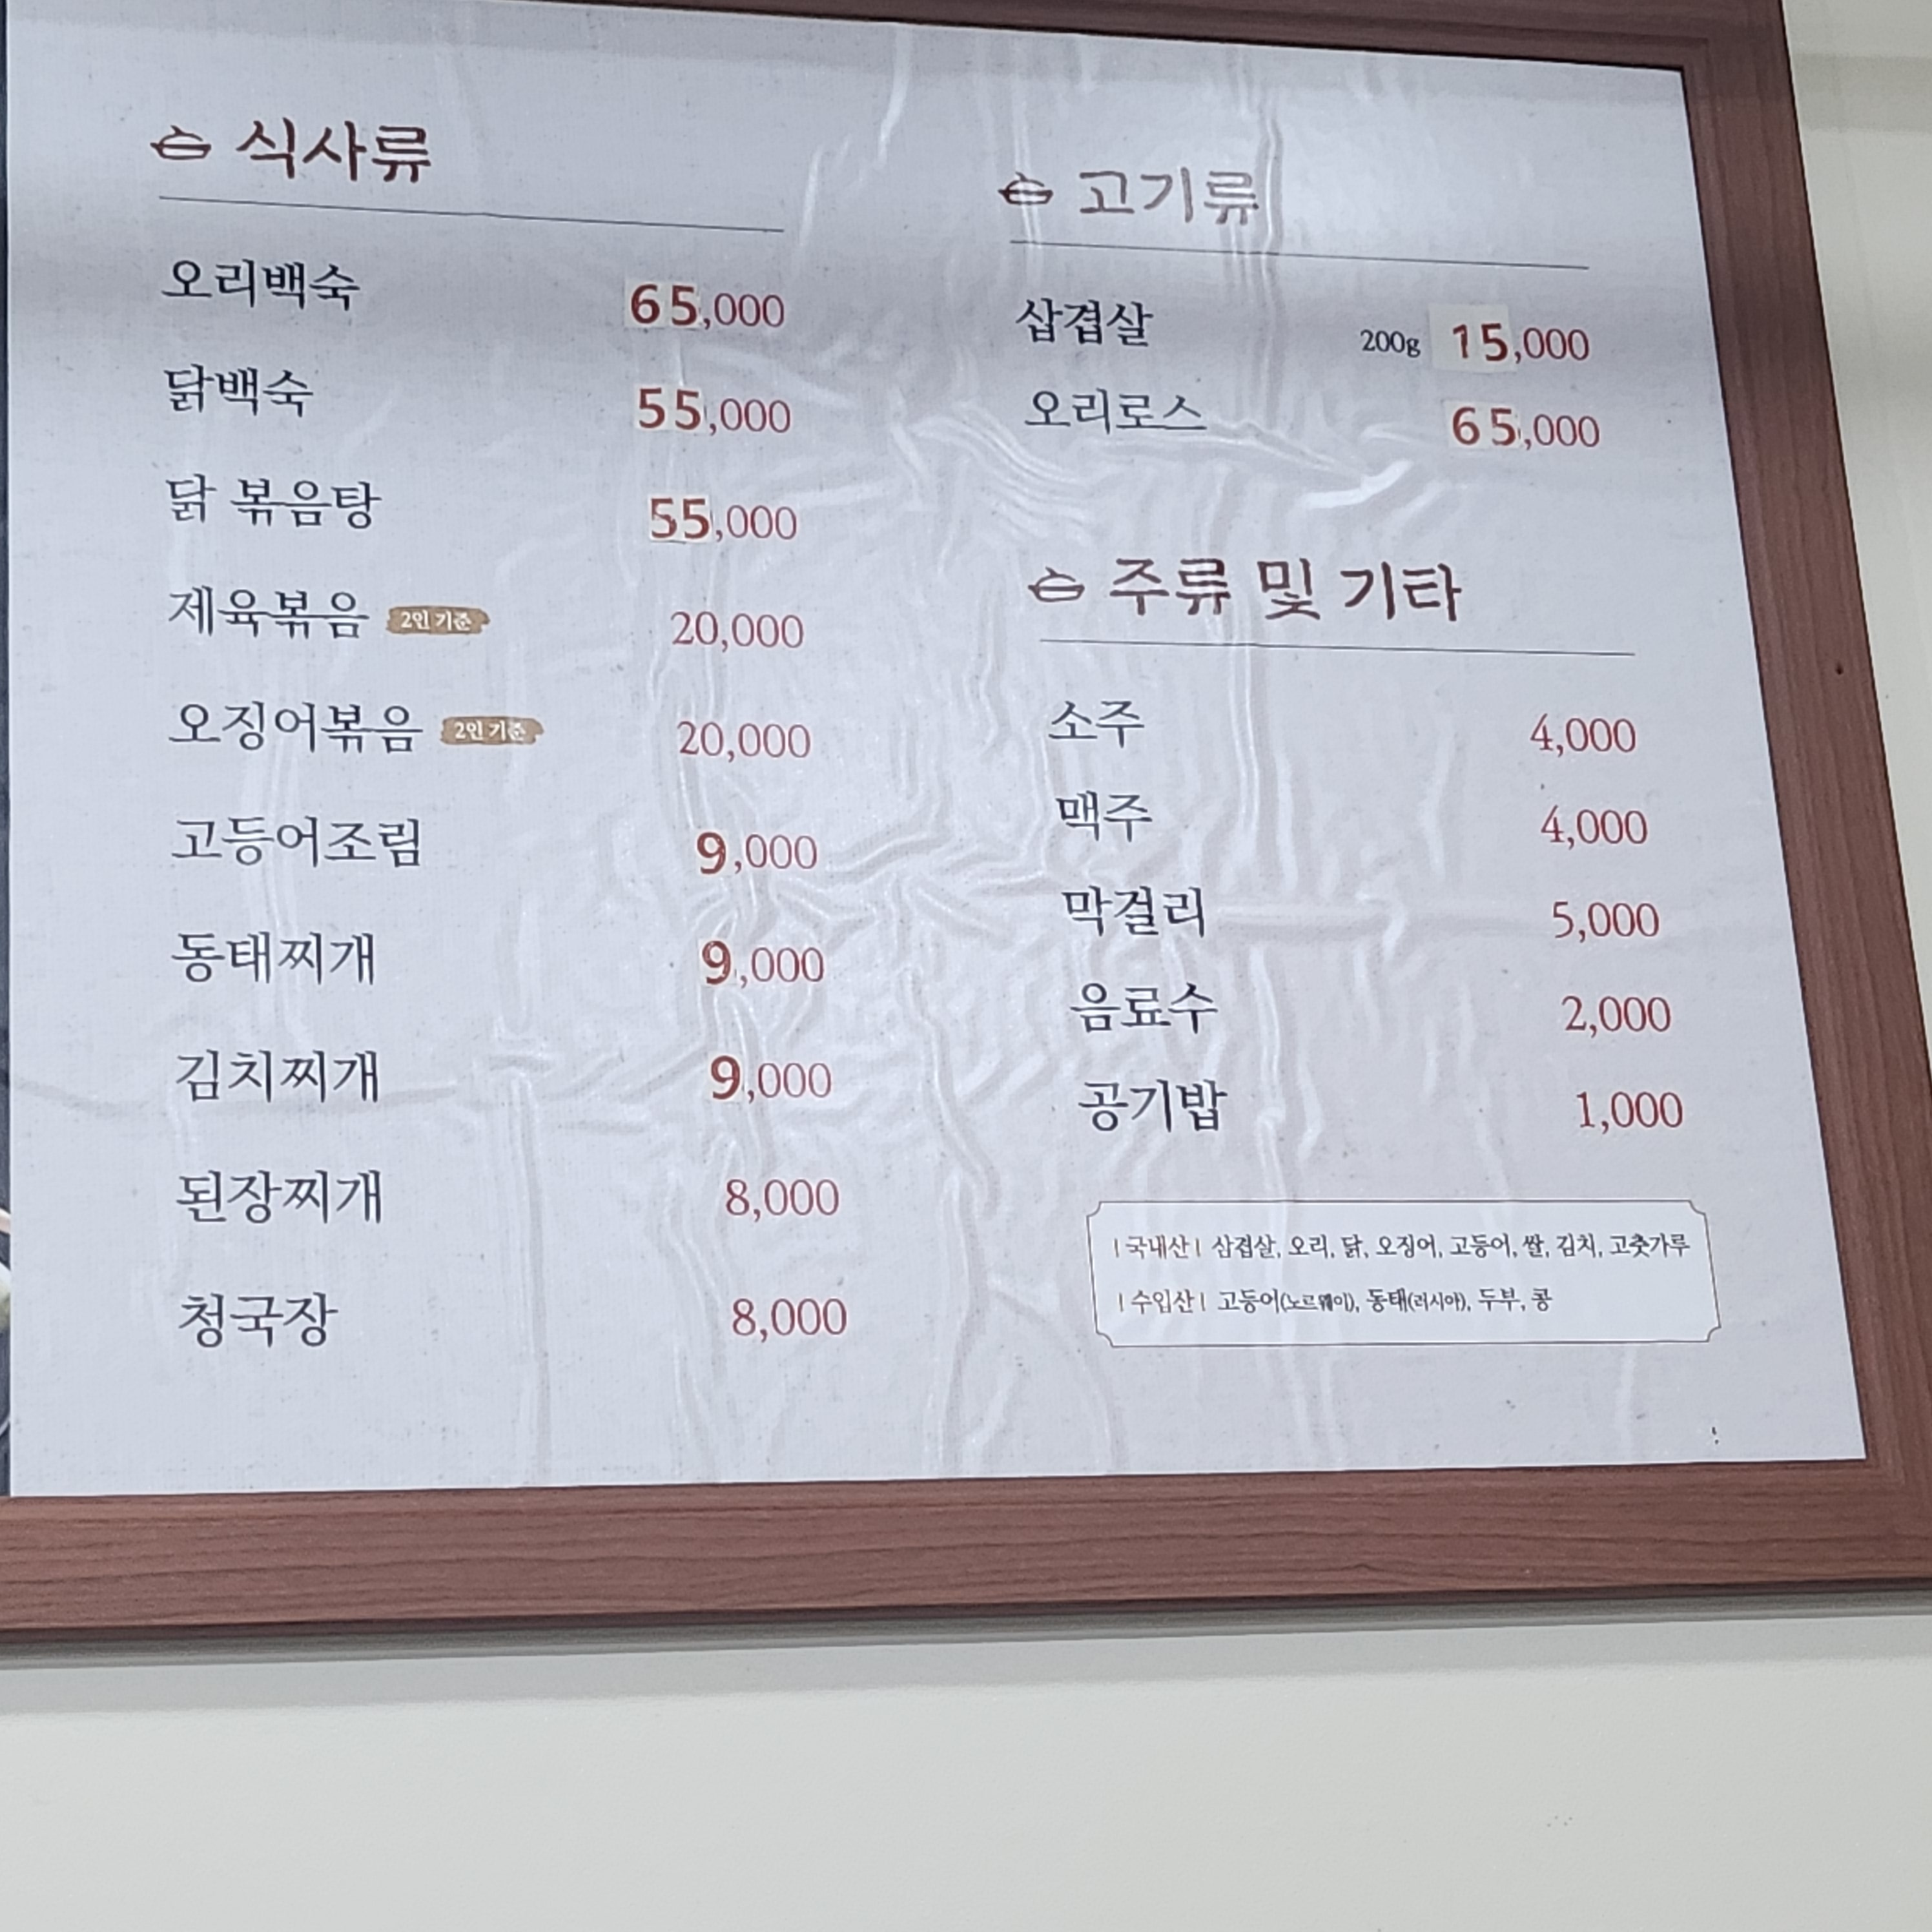 식사류
오리백숙 65,000
닭백숙 55,000
닭 볶음탕 55,000
제육볶음 2인 기준 20,000
오징어볶음 2인 기준 20,000
고등어조림 9,000
동태찌개 9,000
김치찌개 9,000
된장찌개 8,000
청국장 8,000
고기류
삼겹살 200g 15,000
오리로스 65,000
주류 및 기타
소주 4,000
맥주 4,000
막걸리 5,000
음료수 2,000
공기밥 1,000
| 국내산 | 삼겹살, 오리, 닭, 오징어, 고등어, 쌀, 김치, 고춧가루
| 수입산 | 고등어(노르웨이), 동태(러시아), 두부, 콩